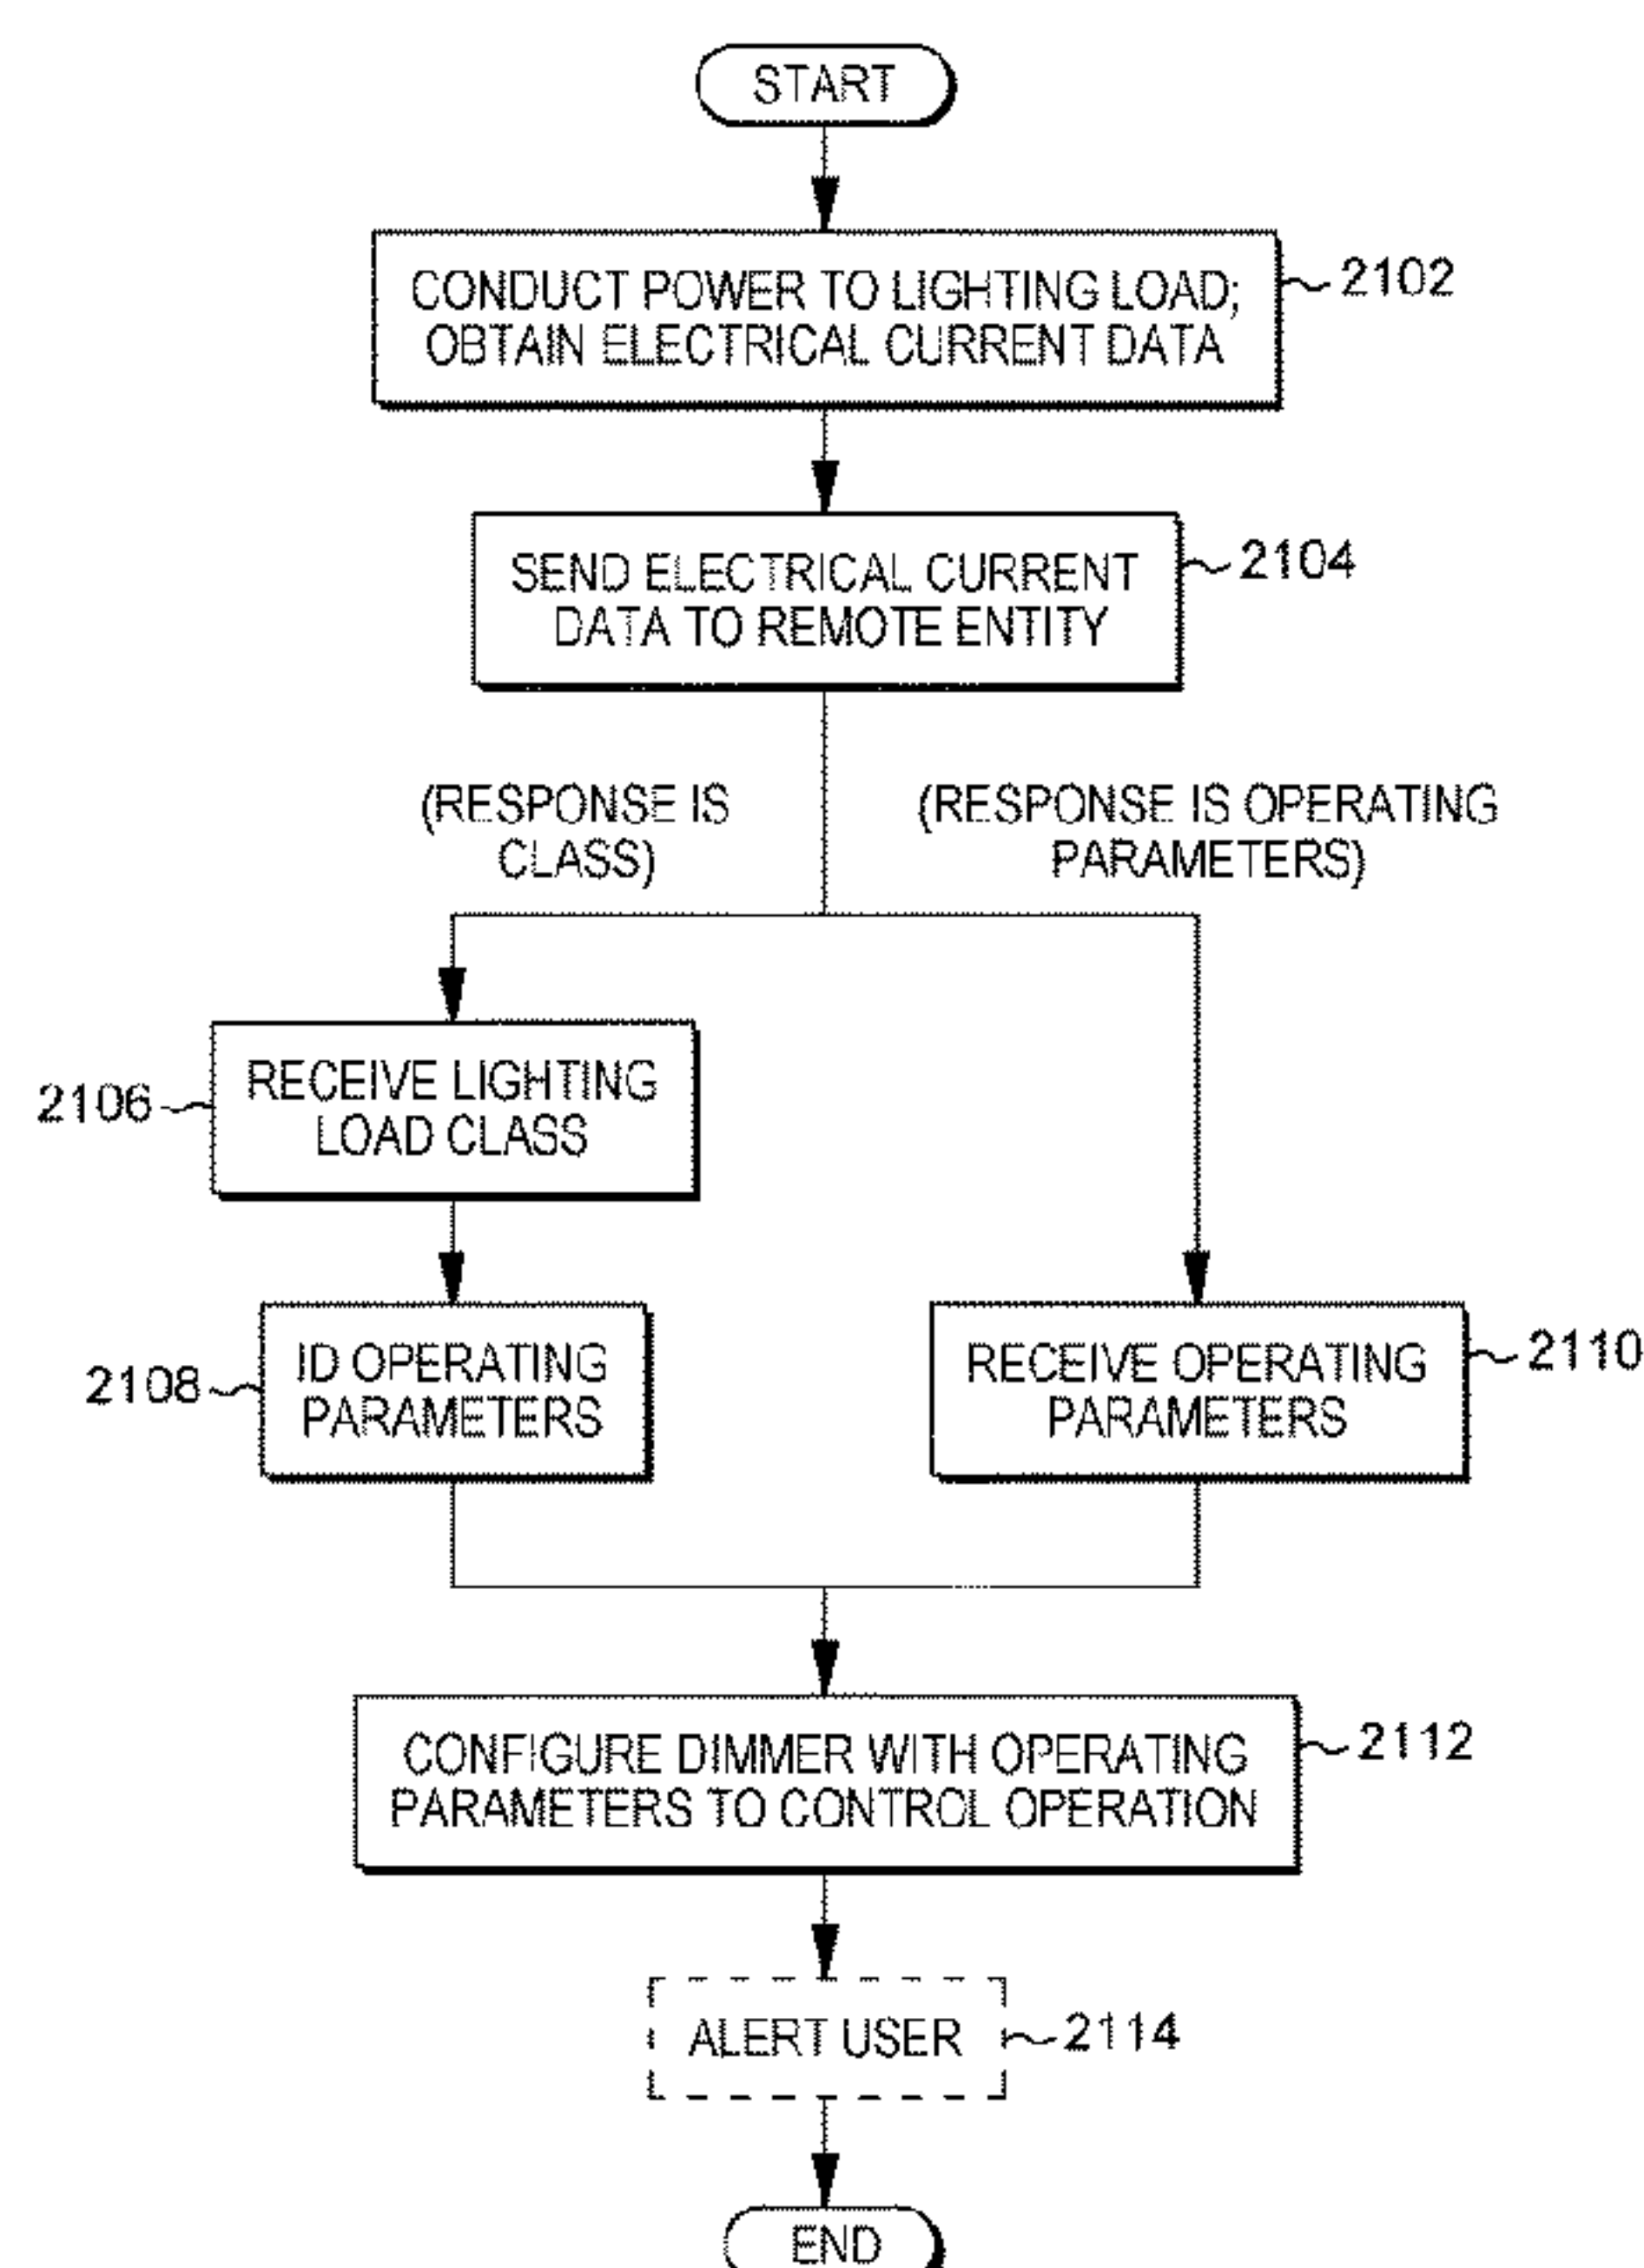 START
CONDUCT POWER TO LIGHTING LOAD;
OBTAIN ELECTRICAL CURRENT DATA
2102
SEND ELECTRICAL CURRENT
DATA TO REMOTE ENTITY
2104
(RESPONSE IS
CLASS)
(RESPONSE IS OPERATING
PARAMETERS)
RECEIVE LIGHTING
LOAD CLASS
2106
ID OPERATING
PARAMETERS
2108
RECEIVE OPERATING
PARAMETERS
2110
CONFIGURE DIMMER WITH OPERATING
PARAMETERS TO CONTROL OPERATION
2112
ALERT USER
2114
END